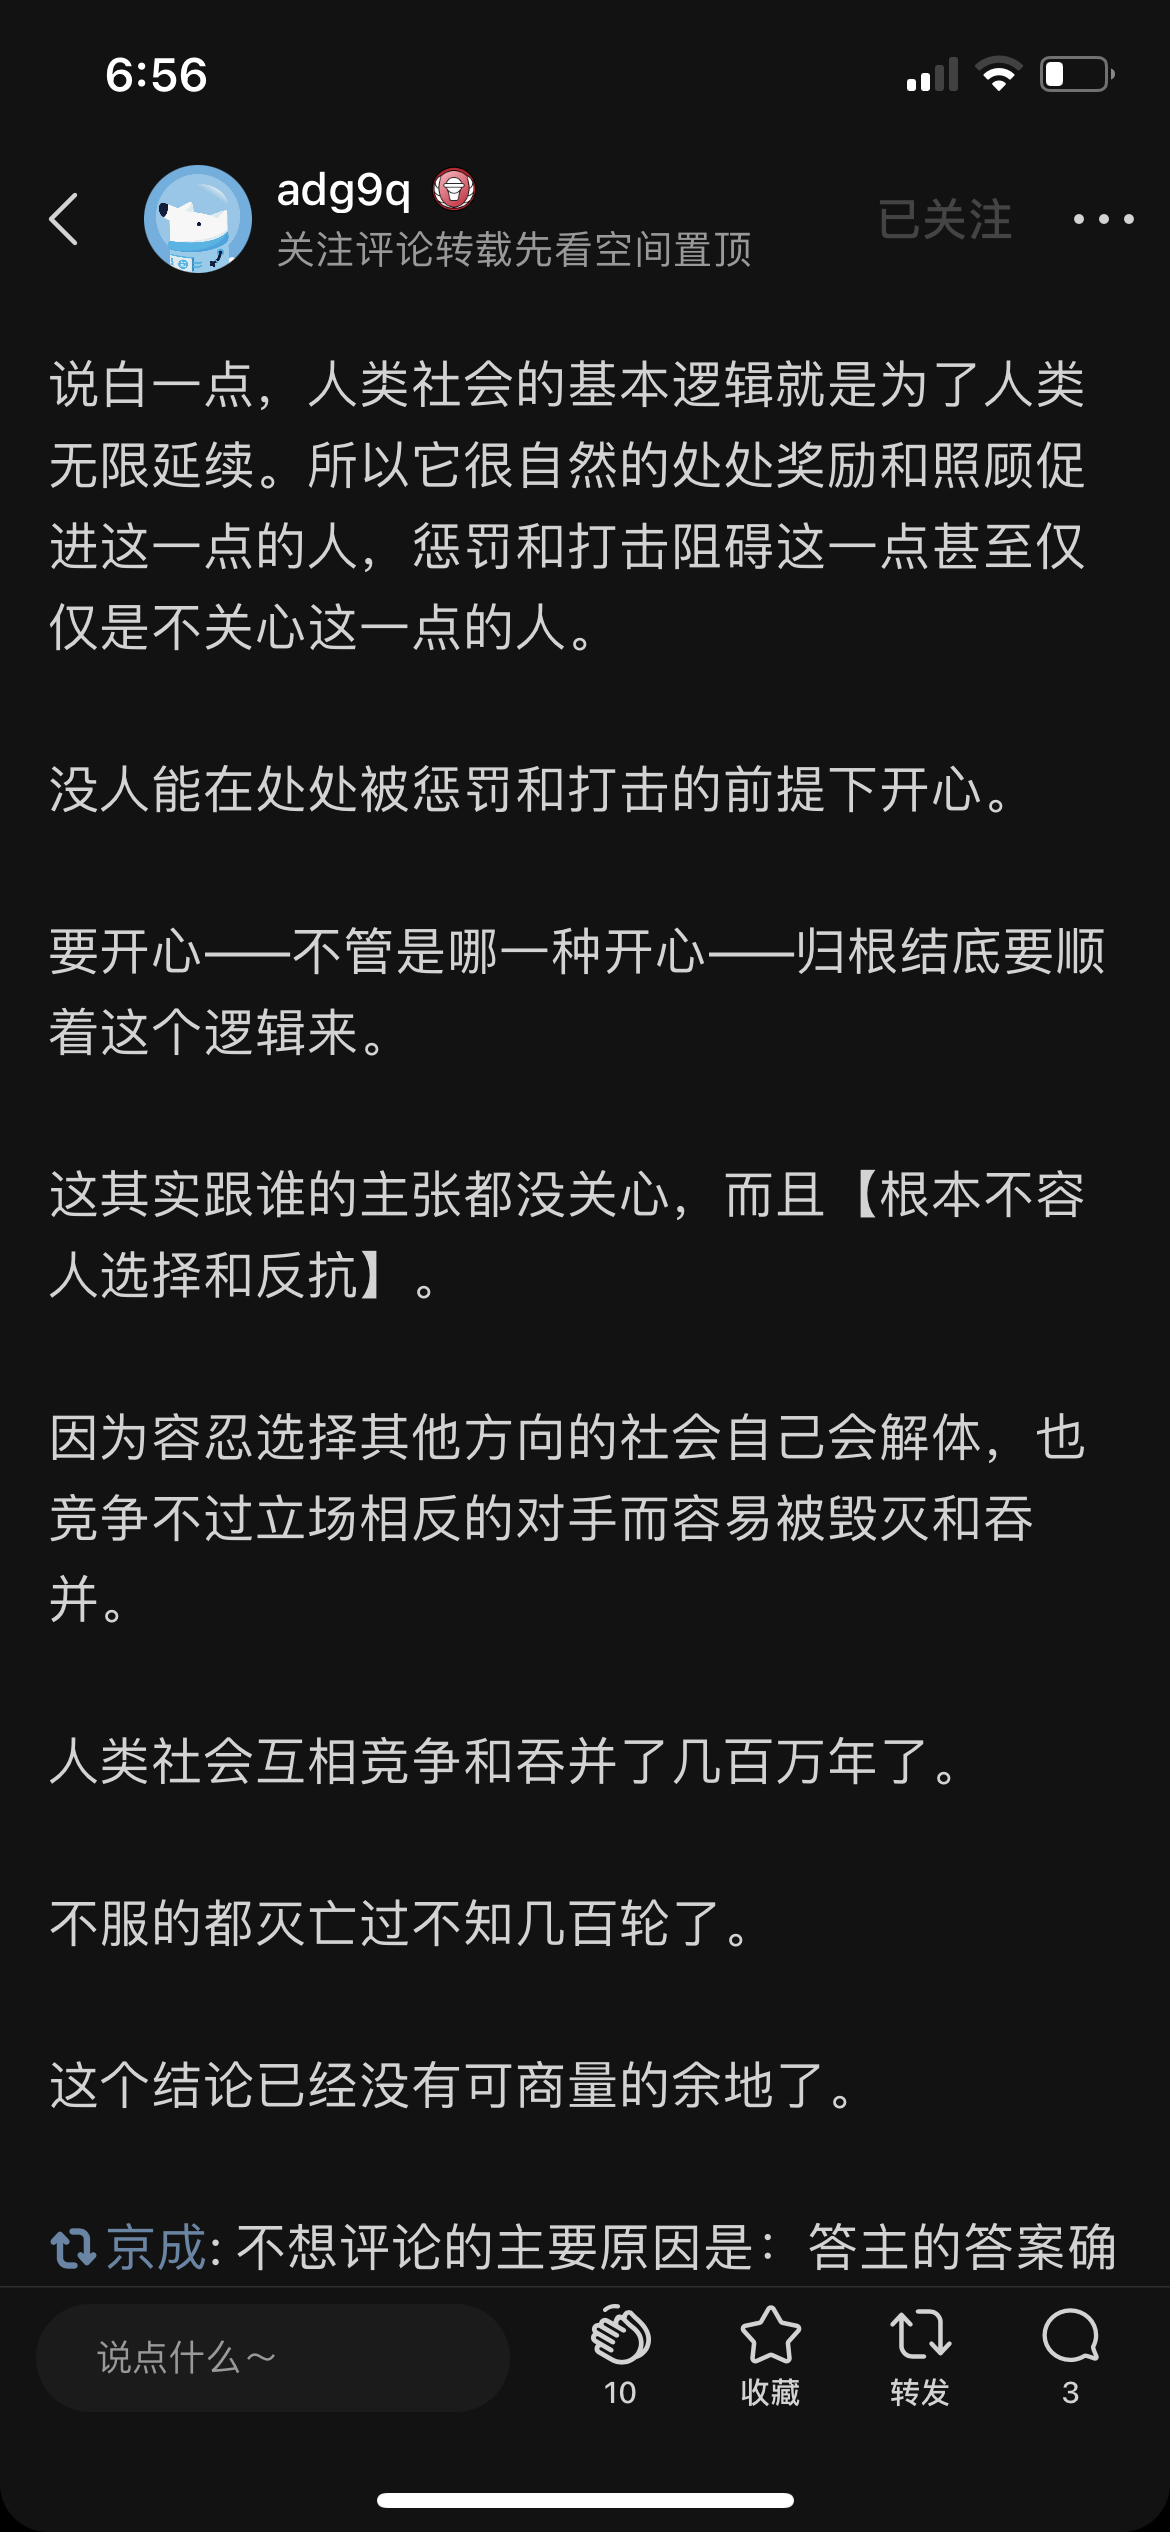 6:56
adg9q
关注评论转载先看空间置顶
已关注
说白一点，人类社会的基本逻辑就是为了人类
无限延续。所以它很自然的处处奖励和照顾促
进这一点的人，惩罚和打击阻碍这一点甚至仅
仅是不关心这一点的人。
没人能在处处被惩罚和打击的前提下开心。
要开心——不管是哪一种开心——归根结底要顺
着这个逻辑来。
这其实跟谁的主张都没关心，而且【根本不容
人选择和反抗】。
因为容忍选择其他方向的社会自己会解体，也
竞争不过立场相反的对手而容易被毁灭和吞
并。
人类社会互相竞争和吞并了几百万年了。
不服的都灭亡过不知几百轮了。
这个结论已经没有可商量的余地了。
京成: 不想评论的主要原因是：答主的答案确
说点什么～
10
收藏
转发
3